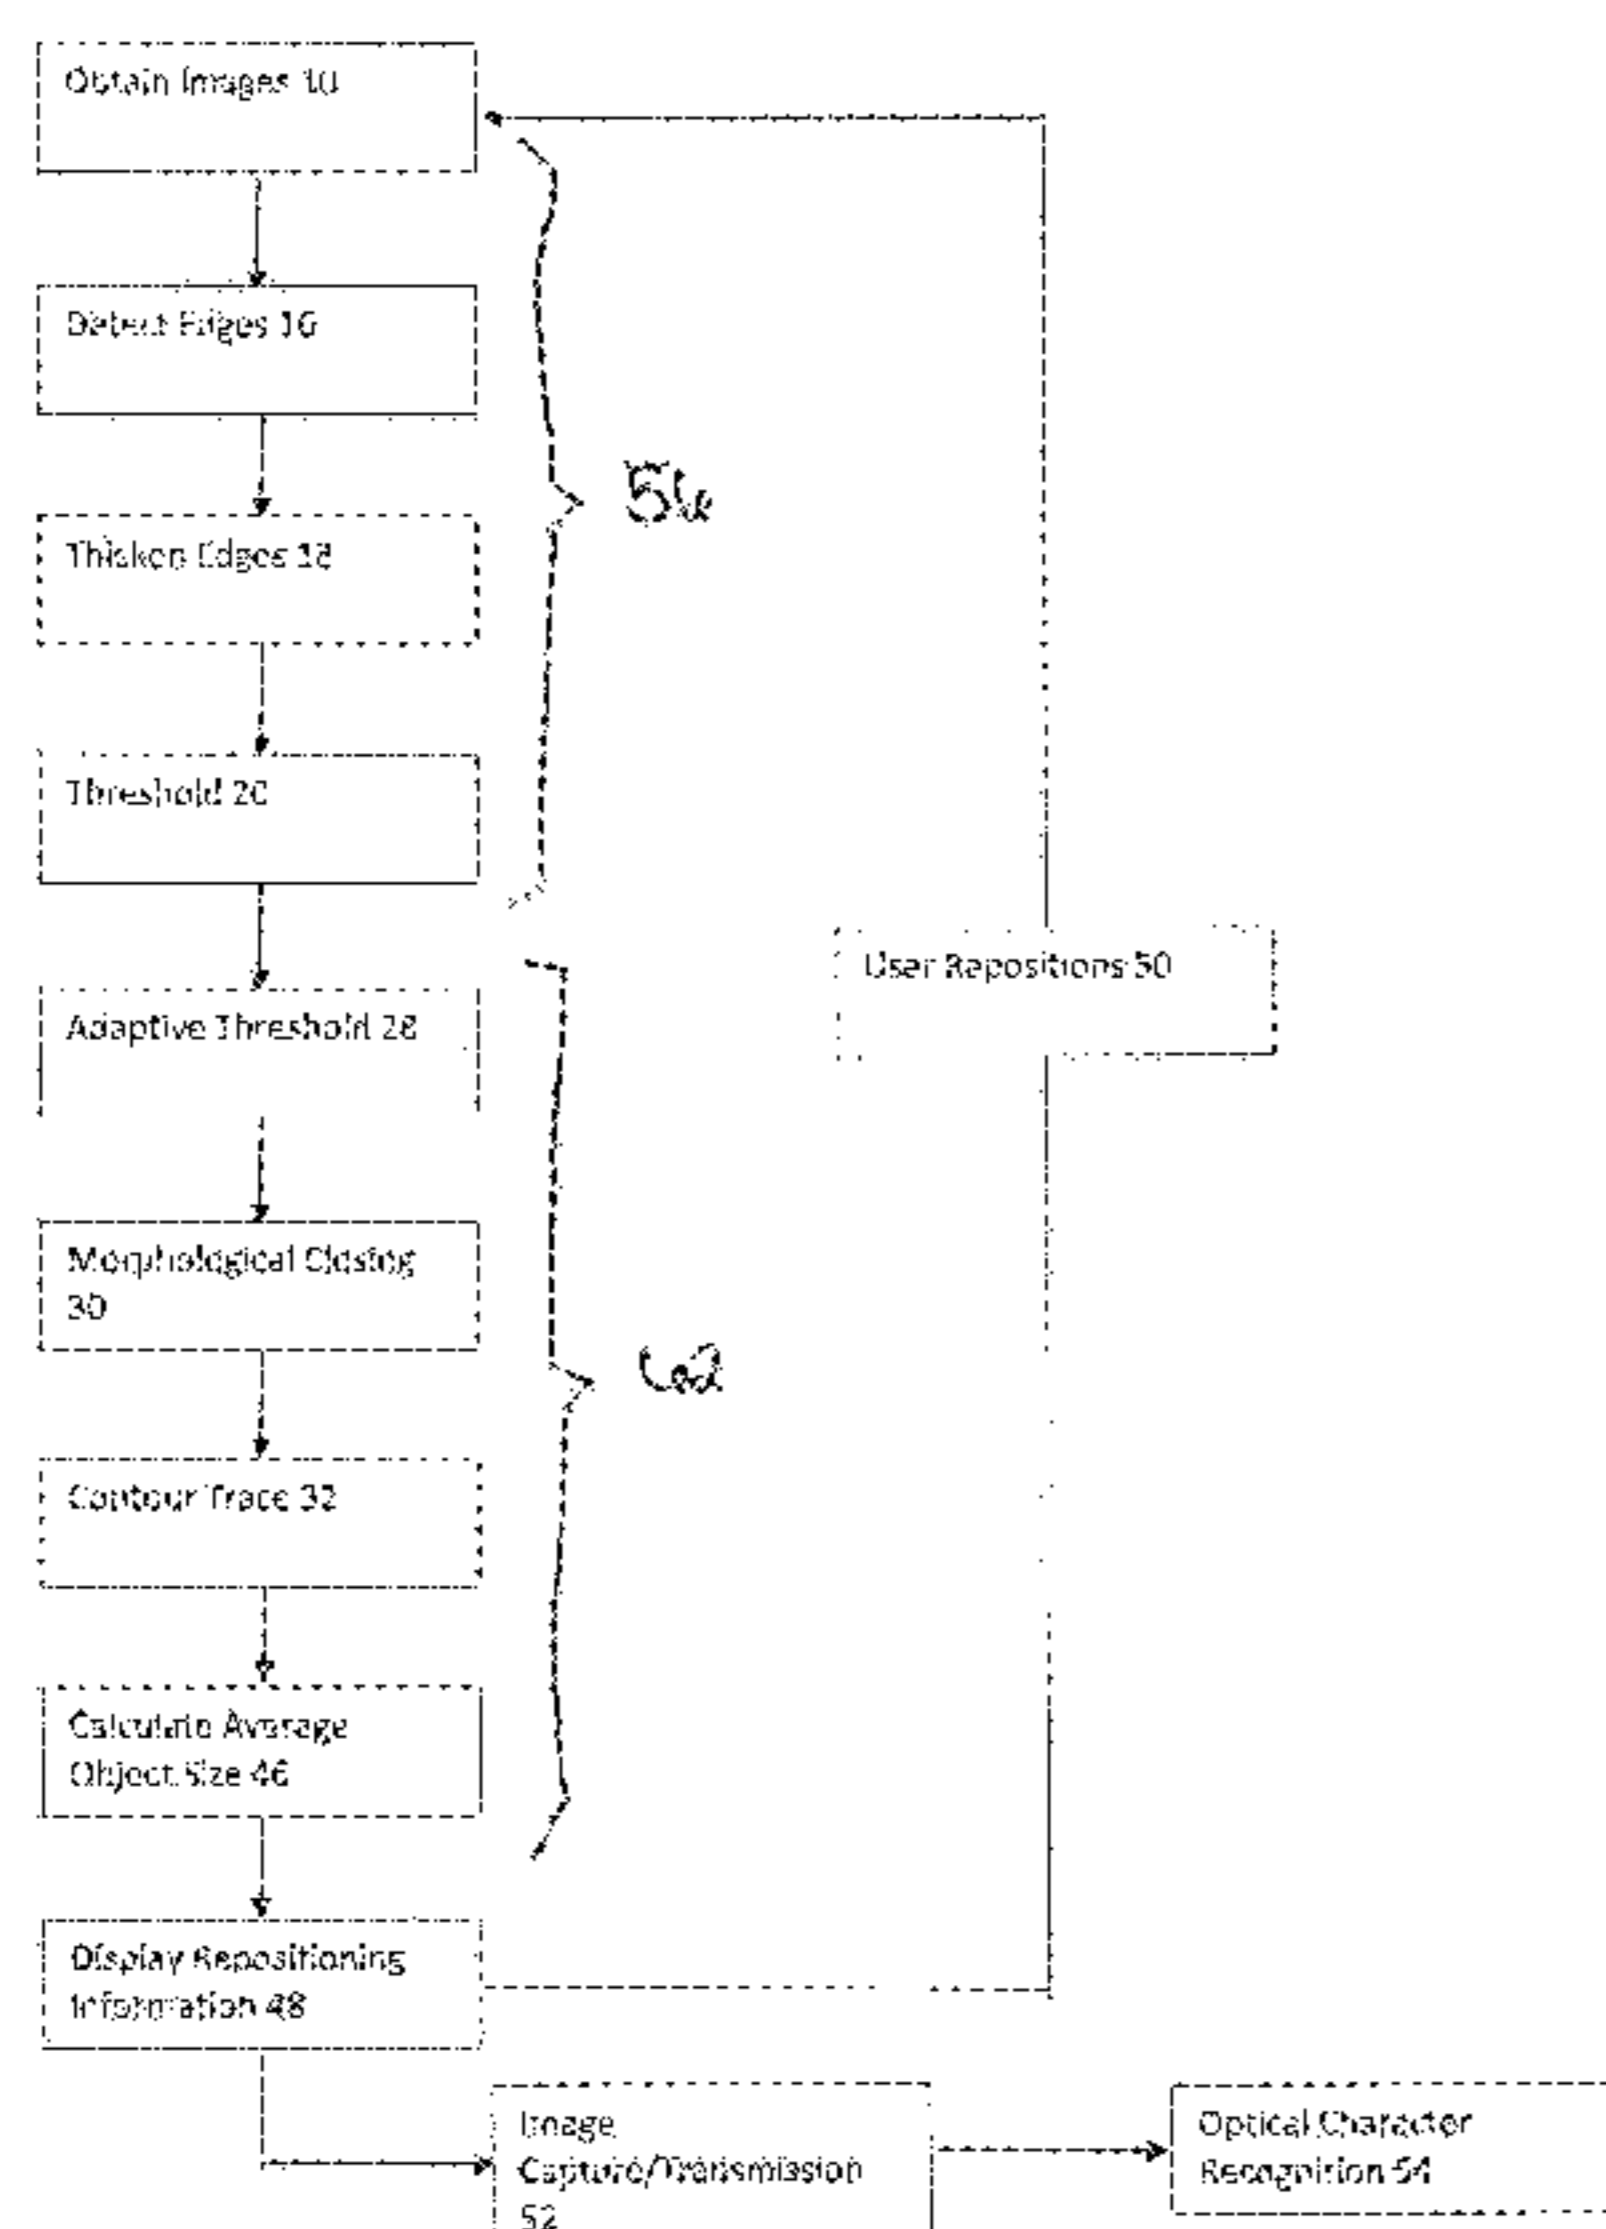 Obtain Images 10
Detect Edges 16
56
Thicken Edges 18
Threshold 20
User Repositions 50
Adaptive Threshold 28
Morphological Closing
30
62
Contour Trace 32
Calculate Average
Object Size 46
Display Repositioning
Information 48
Image
Capture/Transmission
52
Optical Character
Recognition 54